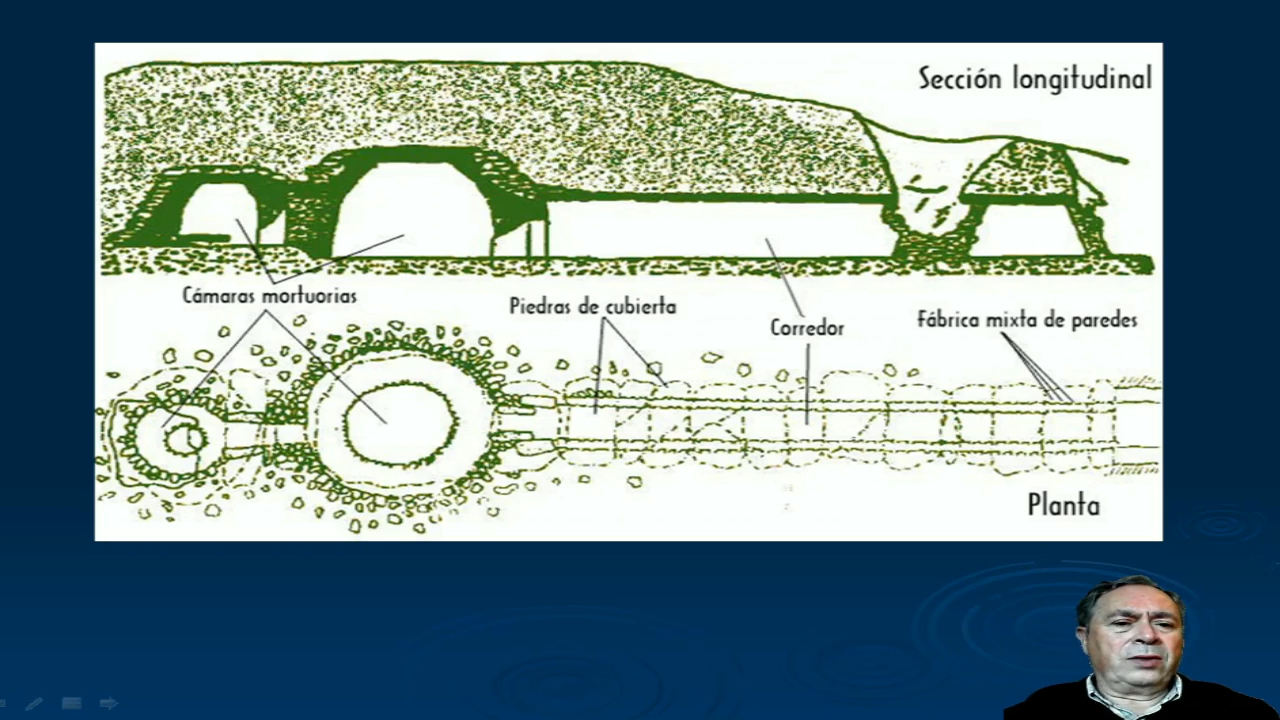 Sección longitudinal
Cámaras mortuorias
Piedras de cubierta
Corredor
Fábrica mixta de paredes
Planta